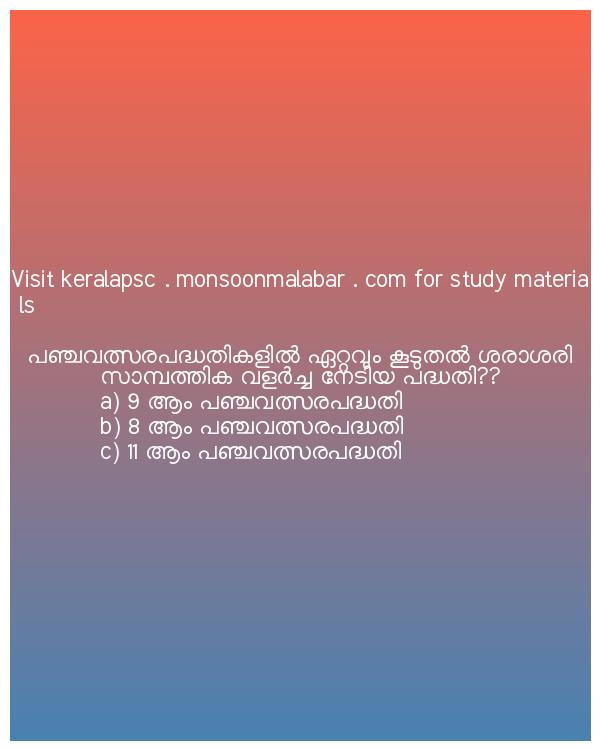 Visit keralapsc . monsoonmalabar . com for study materia
ls
പഞ്ചവത്സരപദ്ധതികളിൽ ഏറ്റവും കൂടുതൽ ശരാശരി
സാമ്പത്തിക വളർച്ച നേടിയ പദ്ധതി??
a) 9 ആം പഞ്ചവത്സരപദ്ധതി
b) 8 ആം പഞ്ചവത്സരപദ്ധതി
c) 11 ആം പഞ്ചവത്സരപദ്ധതി